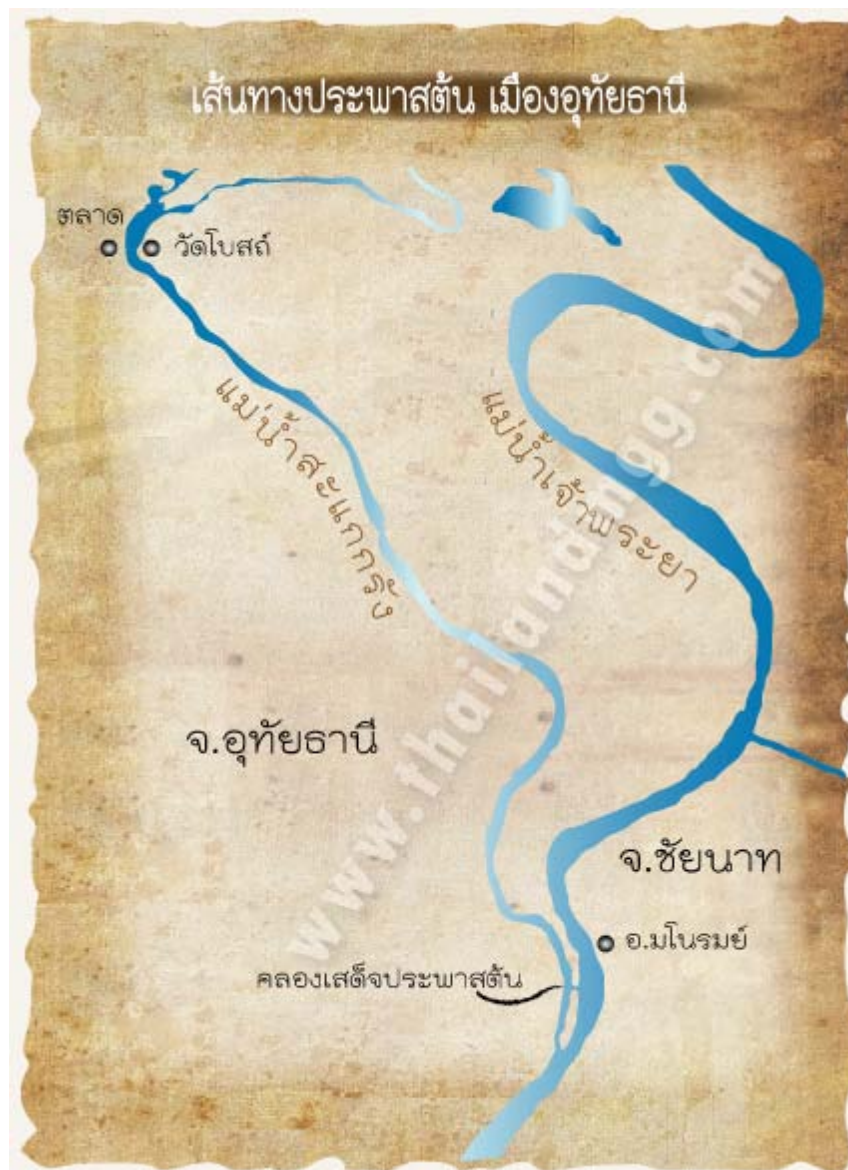 เส้นทางประพาสต้น เมืองอุทัยธานี
ตลาด
วัดโบสถ์
แม่น้ำสะแกกรัง
แม่น้ำเจ้าพระยา
www.thailandmgg.com
จ.อุทัยธานี
จ.ชัยนาท
อ.มโนรมย์
คลองเสด็จประพาสต้น